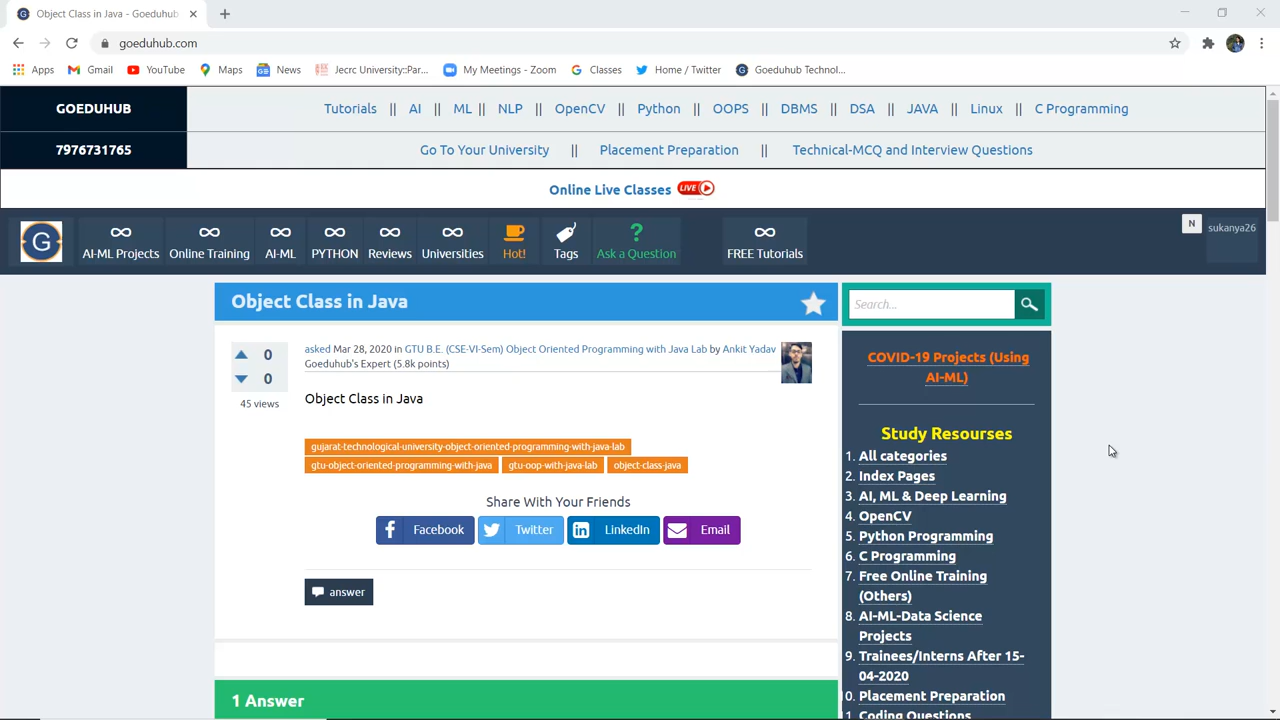 Object Class in Java - Goeduhub
goeduhub.com
Apps Gmail YouTube Maps News Jecrc University::Par... My Meetings - Zoom Classes Home / Twitter Goeduhub Technol...
GOEDUHUB Tutorials || AI || ML || NLP || OpenCV || Python || OOPS || DBMS || DSA || JAVA || Linux || C Programming
7976731765 Go To Your University || Placement Preparation || Technical-MCQ and Interview Questions
Online Live Classes LIVE
G AI-ML Projects Online Training AI-ML PYTHON Reviews Universities Hot! Tags ? Ask a Question FREE Tutorials N sukanya26
Object Class in Java
Search...
0 asked Mar 28, 2020 in GTU B.E. (CSE-VI-Sem) Object Oriented Programming with Java Lab by Ankit Yadav
Goeduhub's Expert (5.8k points)
0
45 views
Object Class in Java
gujarat-technological-university-object-oriented-programming-with-java-lab
gtu-object-oriented-programming-with-java gtu-oop-with-java-lab object-class-java
Share With Your Friends
Facebook Twitter LinkedIn Email
answer
1 Answer
COVID-19 Projects (Using
AI-ML)
Study Resourses
1. All categories
2. Index Pages
3. AI, ML & Deep Learning
4. OpenCV
5. Python Programming
6. C Programming
7. Free Online Training
(Others)
8. AI-ML-Data Science
Projects
9. Trainees/Interns After 15-
04-2020
10. Placement Preparation
11. Coding Questions